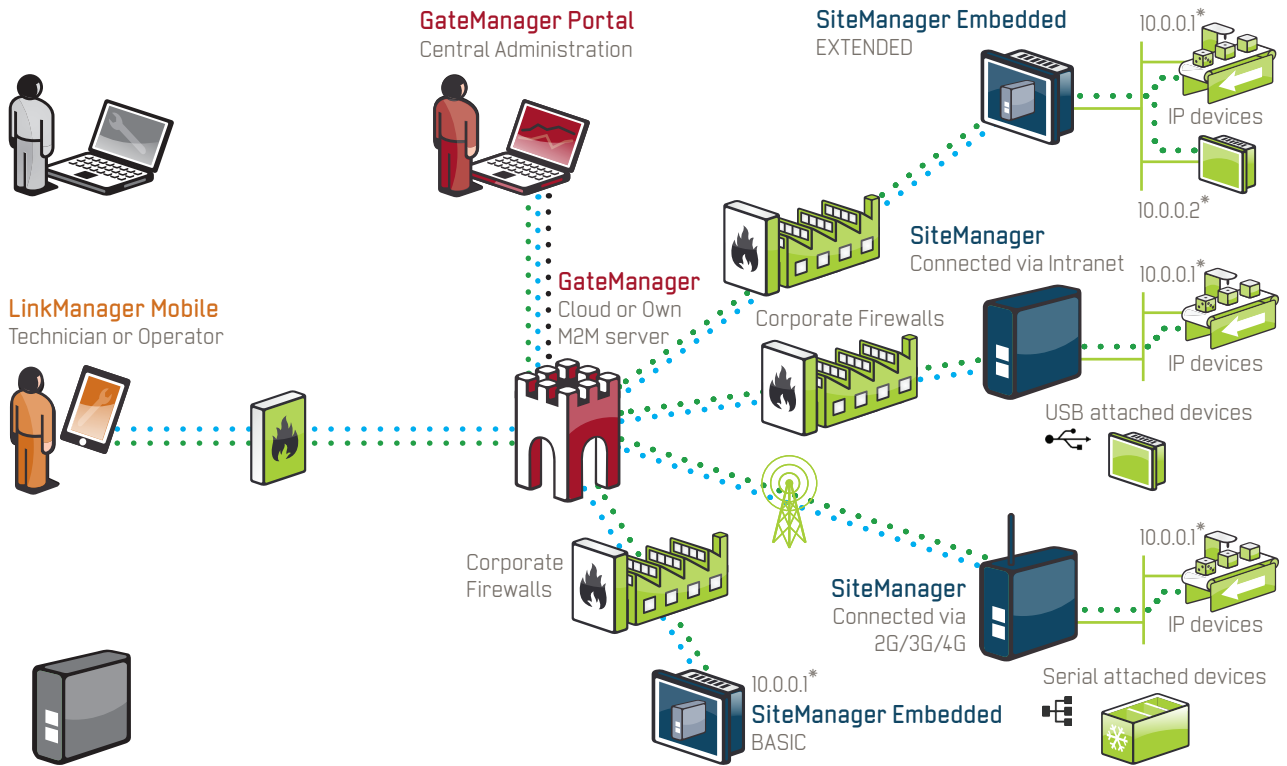 GateManager Portal
Central Administration
SiteManager Embedded
EXTENDED
10.0.0.1*
IP devices
10.0.0.2*
SiteManager
Connected via Intranet
10.0.0.1*
IP devices
GateManager
Cloud or Own
M2M server
LinkManager Mobile
Technician or Operator
Corporate Firewalls
USB attached devices
Corporate
Firewalls
SiteManager
Connected via
2G/3G/4G
10.0.0.1*
IP devices
Serial attached devices
10.0.0.1*
SiteManager Embedded
BASIC